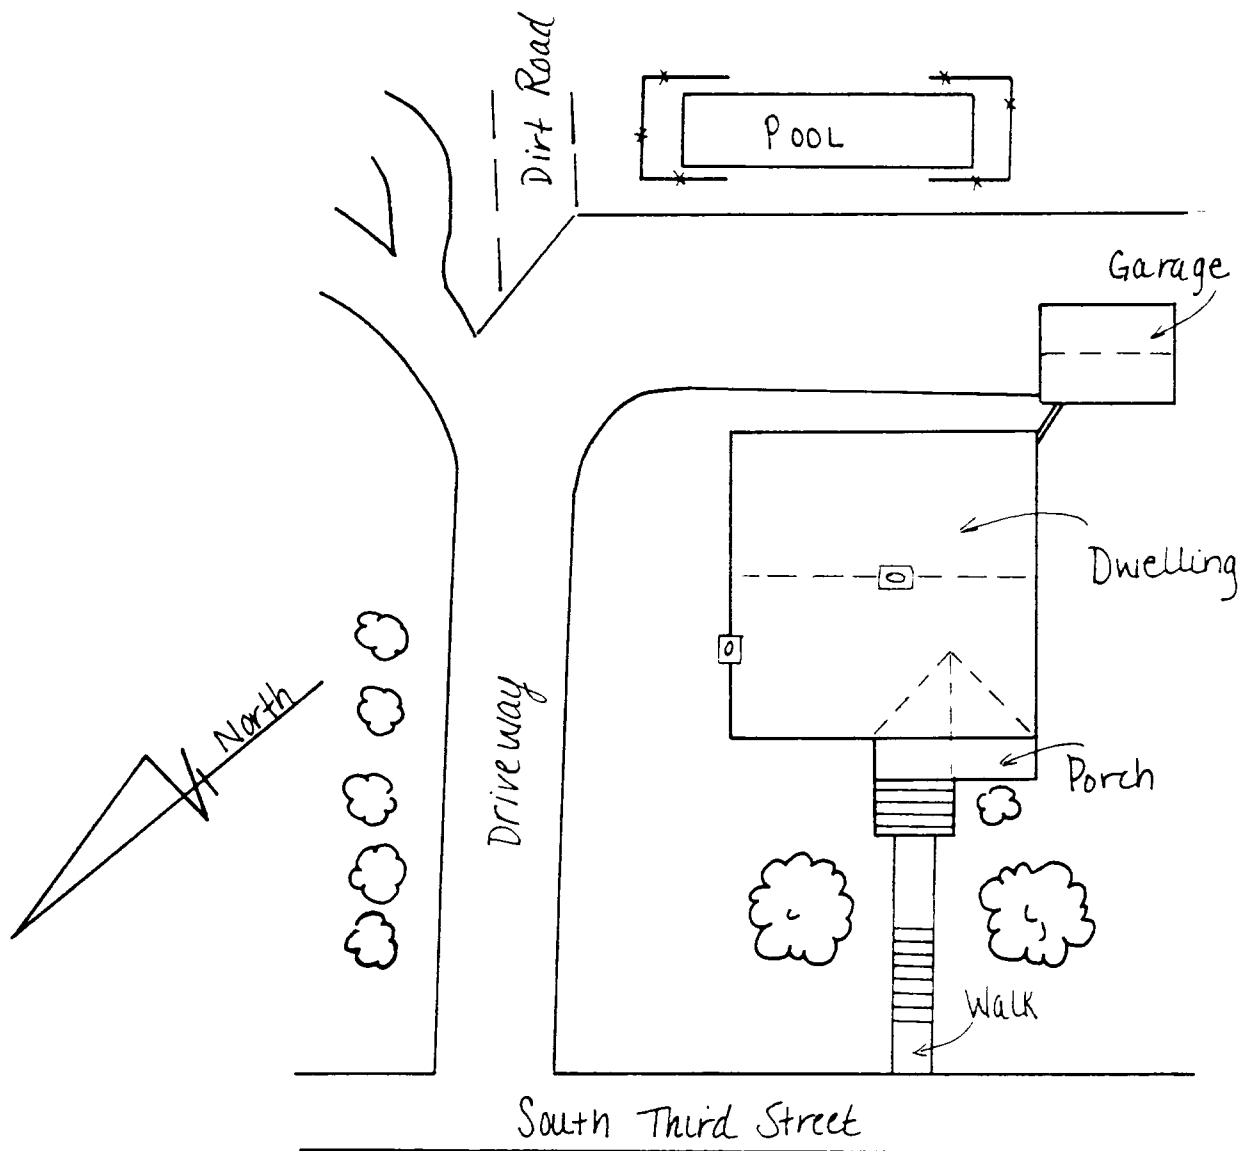 Dirt Road
POOL
Garage
Dwelling
North
Driveway
Porch
Walk
South Third Street